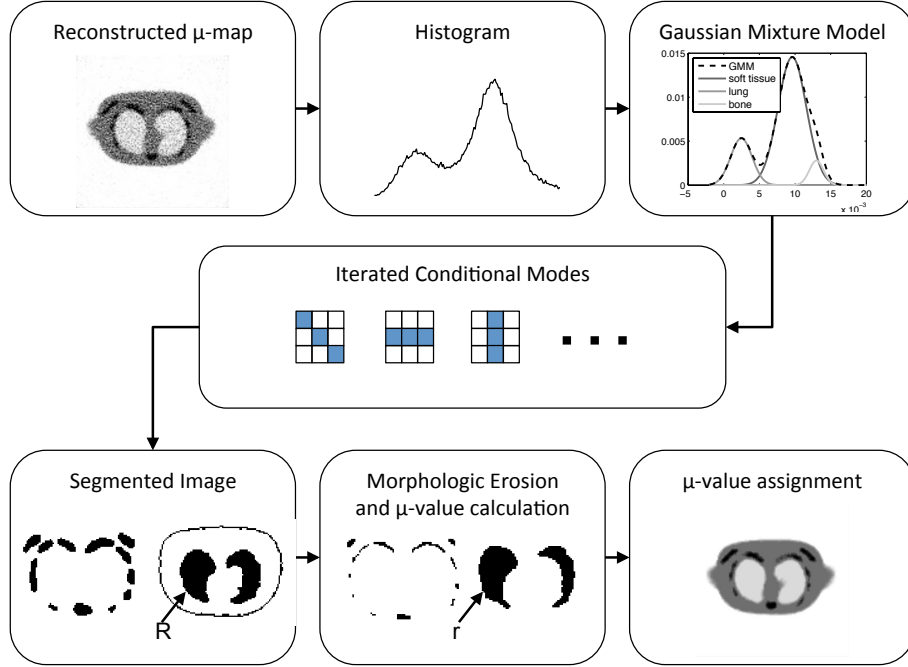 Reconstructed μ-map
Histogram
Gaussian Mixture Model
0.015
0.01
0.005
0
−5
0
5
10
15
20
x 10⁻³
GMM
soft tissue
lung
bone
Iterated Conditional Modes
Segmented Image
R
Morphologic Erosion
and μ-value calculation
r
μ-value assignment